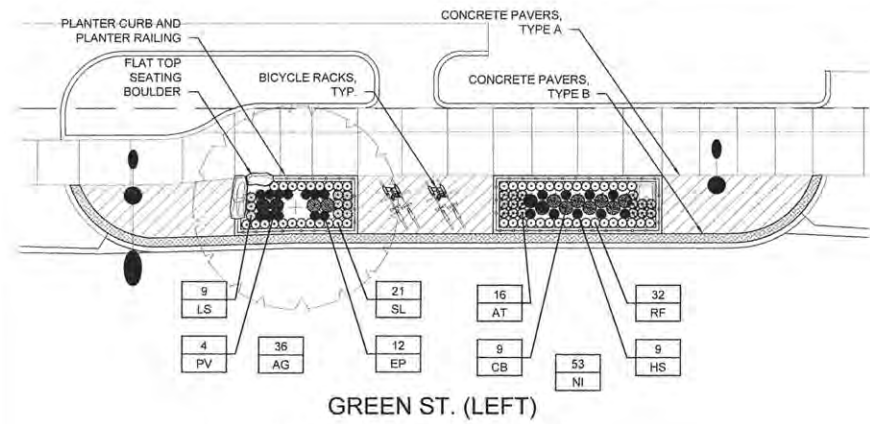 PLANTER CURB AND
PLANTER RAILING
FLAT TOP
SEATING
BOULDER
BICYCLE RACKS,
TYP.
CONCRETE PAVERS,
TYPE A
CONCRETE PAVERS,
TYPE B
9
LS
21
SL
4
PV
36
AG
12
EP
16
AT
32
RF
9
CB
53
NI
9
HS
GREEN ST. (LEFT)